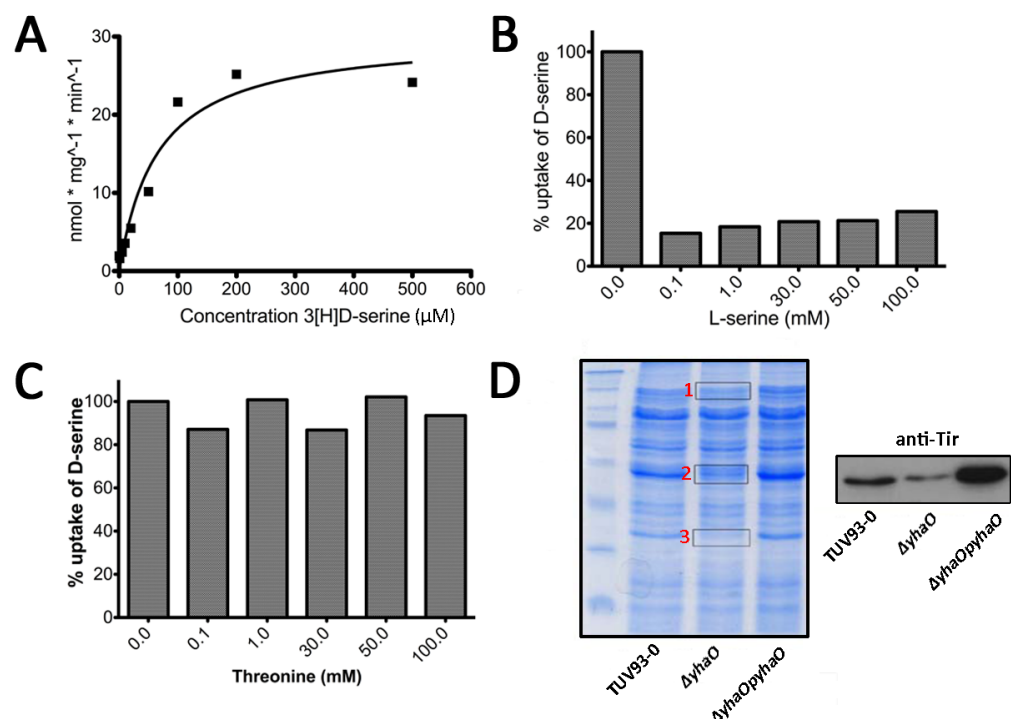 A
30
20
10
0
nmol * mg^-1 * min^-1
0 100 200 300 400 500 600
Concentration 3[H]D-serine (µM)
B
100
80
60
40
20
0
% uptake of D-serine
0.0 0.1 1.0 30.0 50.0 100.0
L-serine (mM)
C
100
80
60
40
20
0
% uptake of D-serine
0.0 0.1 1.0 30.0 50.0 100.0
Threonine (mM)
D
1
2
3
TUV93-0 ΔyhaO ΔyhaOpyhaO
anti-Tir
TUV93-0 ΔyhaO ΔyhaOpyhaO